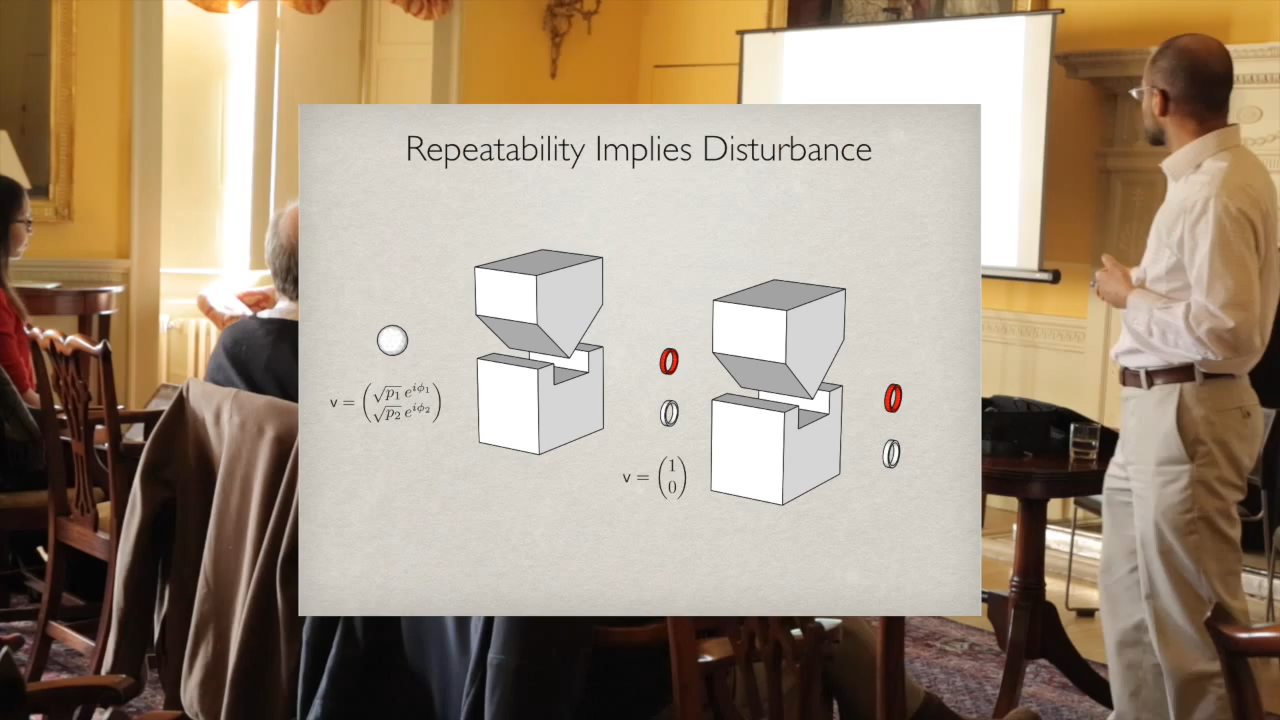 Repeatability Implies Disturbance
v = (√p₁ e^{iϕ₁}
√p₂ e^{iϕ₂})
v = (1
0)